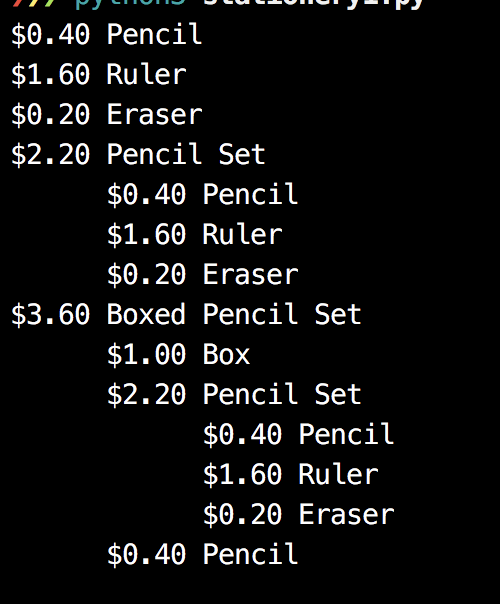 python3 stationery1.py
$0.40 Pencil
$1.60 Ruler
$0.20 Eraser
$2.20 Pencil Set
      $0.40 Pencil
      $1.60 Ruler
      $0.20 Eraser
$3.60 Boxed Pencil Set
      $1.00 Box
      $2.20 Pencil Set
            $0.40 Pencil
            $1.60 Ruler
            $0.20 Eraser
      $0.40 Pencil